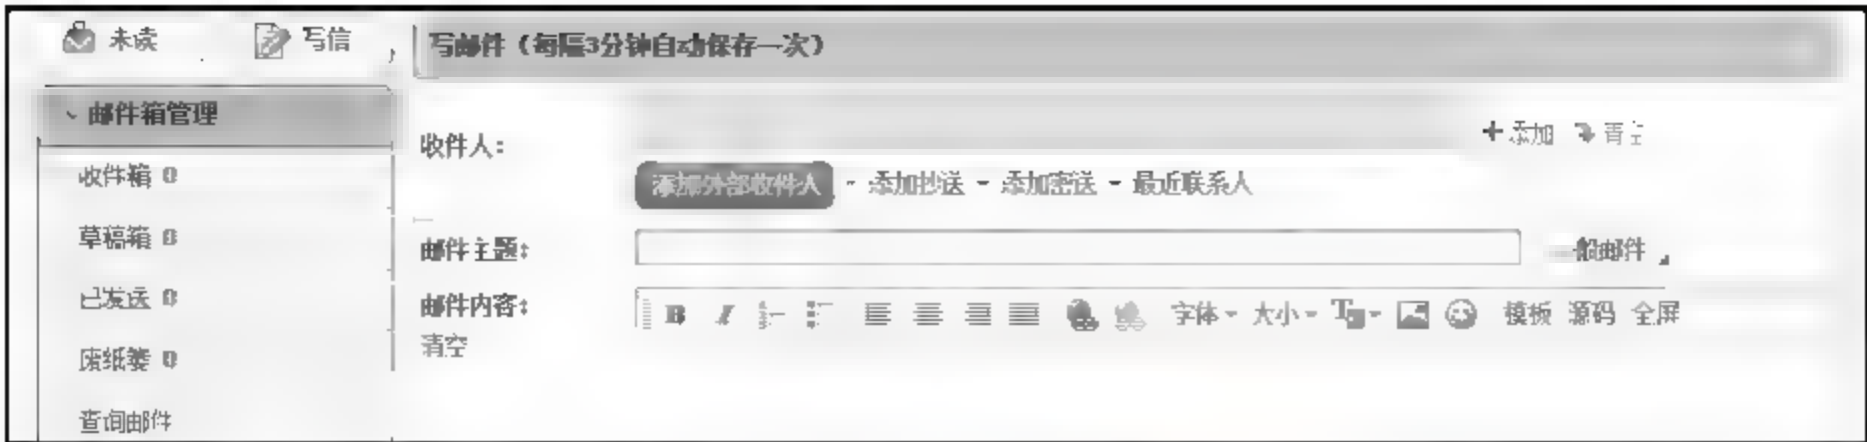 未读 写信
写邮件（每隔3分钟自动保存一次）
邮件箱管理
收件箱 0
草稿箱 0
已发送 0
废纸篓 0
查询邮件
收件人：
添加 清空
添加外部收件人 - 添加抄送 - 添加密送 - 最近联系人
邮件主题：
一般邮件
邮件内容：
B I 字体 大小 T 模板 源码 全屏
清空